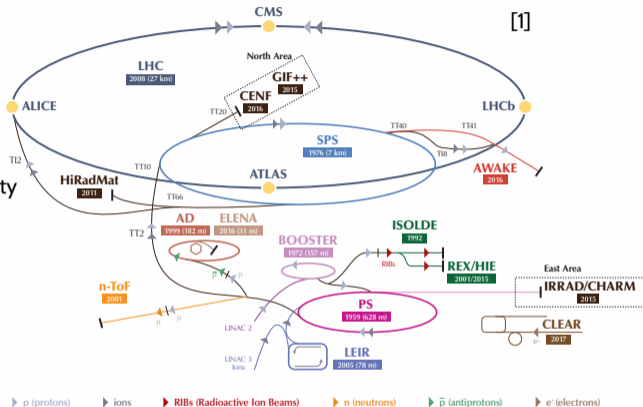 CMS
[1]
North Area
LHC
2008 (27 km)
GIF++
2015
CENF
2016
ALICE
LHCb
TT20
TT40
TT41
SPS
1976 (7 km)
TI8
TI2
TT10
AWAKE
2016
ty
HiRadMat
2011
ATLAS
TT66
AD
1999 (182 m)
ELENA
2016 (31 m)
TT2
ISOLDE
1992
BOOSTER
1972 (157 m)
RIBs
REX/HIE
2001/2015
p
p̅
East Area
n-ToF
2001
IRRAD/CHARM
2015
PS
1959 (628 m)
n
p
LINAC 2
CLEAR
2017
e-
LINAC 3
Ions
LEIR
2005 (78 m)
p (protons)
ions
RIBs (Radioactive Ion Beams)
n (neutrons)
p̅ (antiprotons)
e- (electrons)